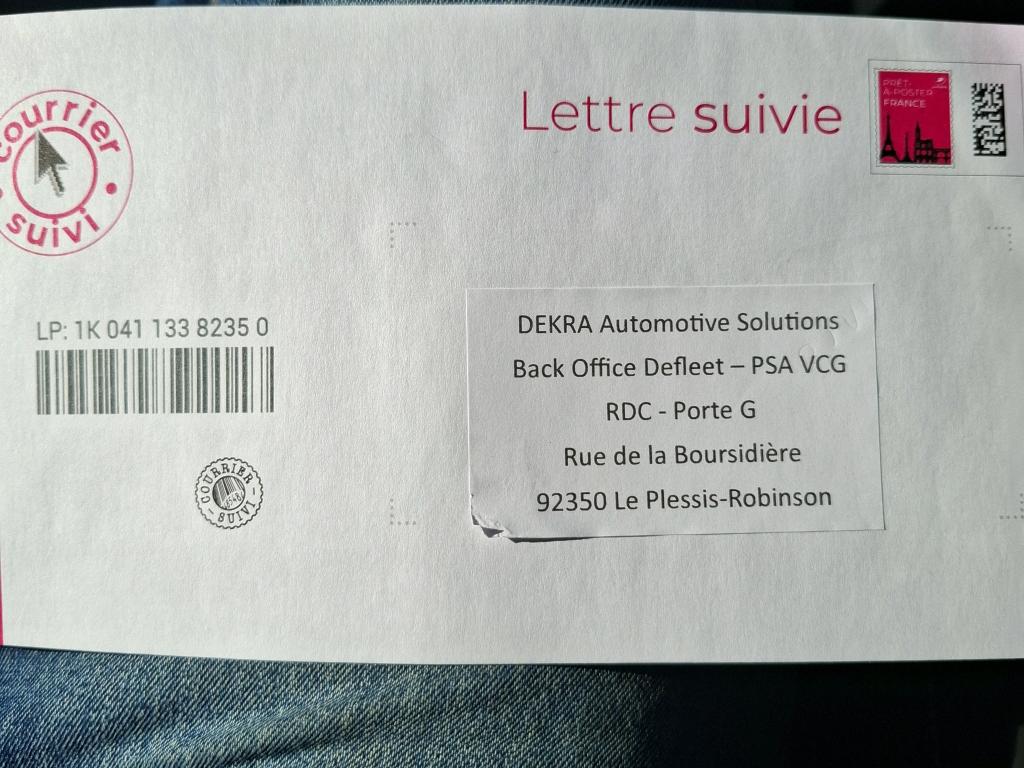 courrier
suivi
Lettre suivie
PRÊT-
À-POSTER
FRANCE
LP: 1K 041 133 8235 0
COURRIER
SUIVI
DEKRA Automotive Solutions
Back Office Defleet – PSA VCG
RDC - Porte G
Rue de la Boursidière
92350 Le Plessis-Robinson